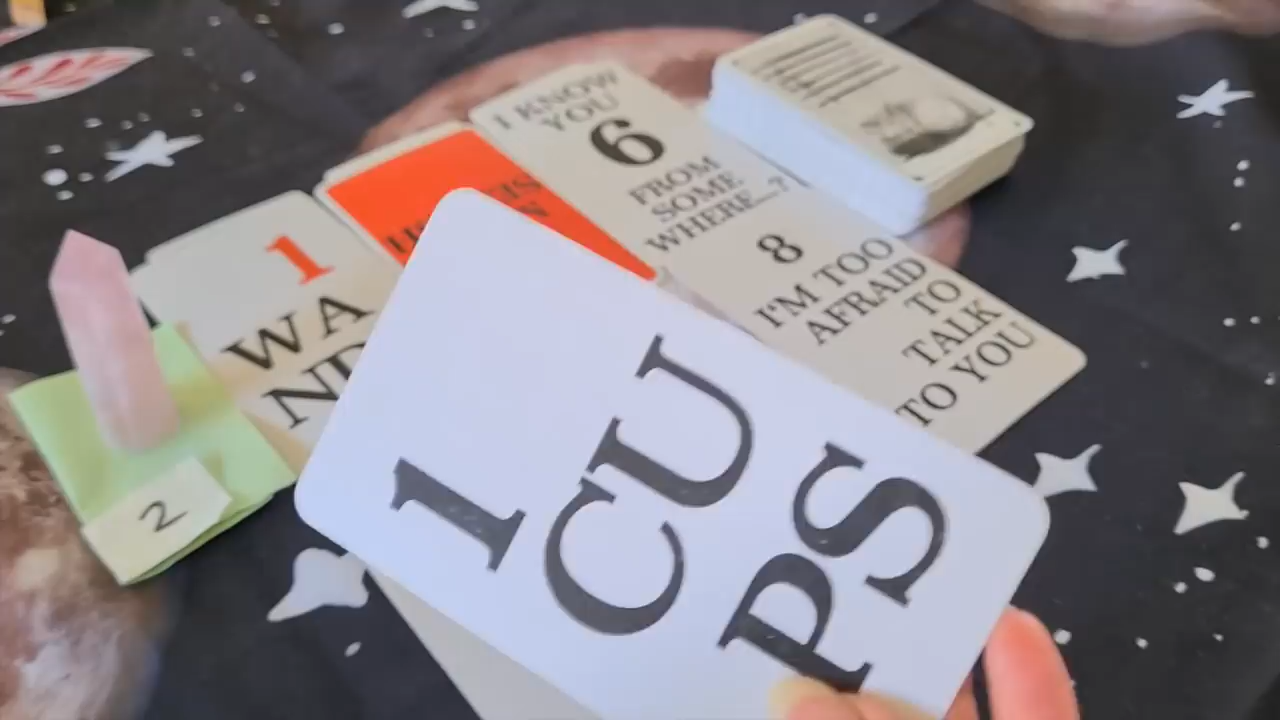 I KNOW
YOU
6
FROM
SOME
WHERE...?
8
I'M TOO
AFRAID
TO
TALK
TO YOU
1
WA
ND
1
CU
PS
2